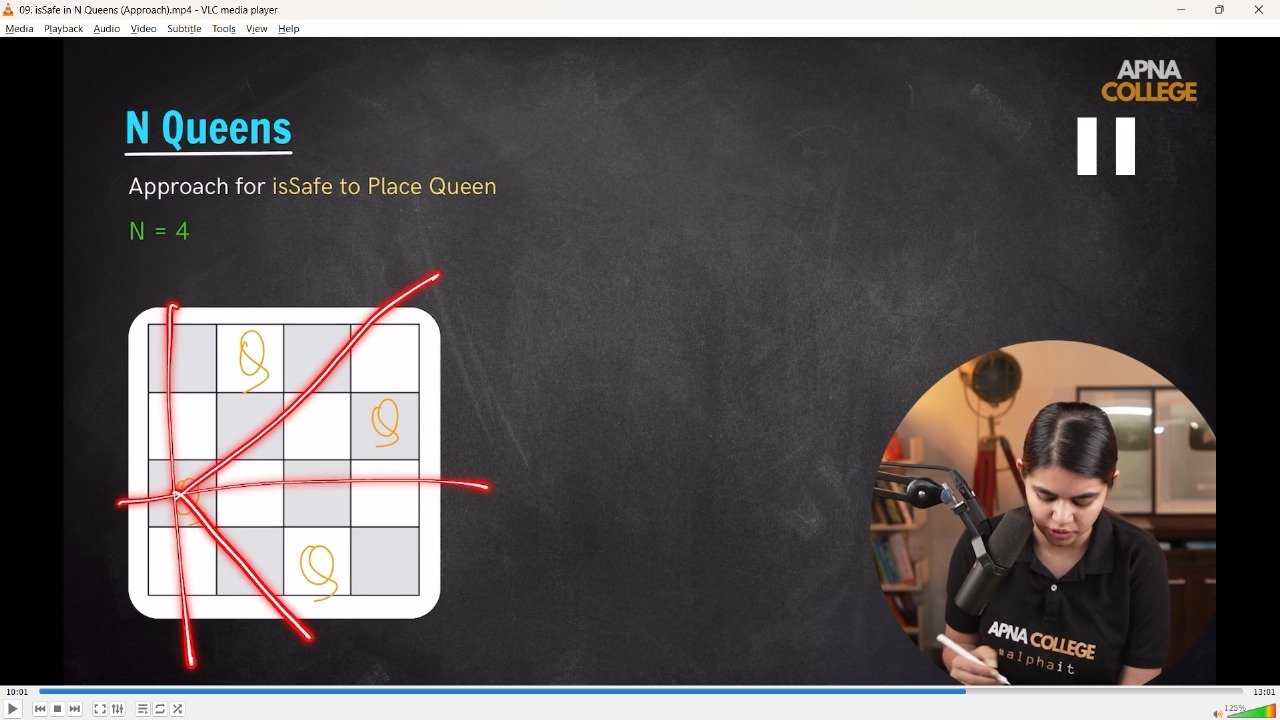 09. isSafe in N Queens (Approach).mp4 - VLC media player
Media Playback Audio Video Subtitle Tools View Help
APNA
COLLEGE
N Queens
Approach for isSafe to Place Queen
N = 4
Q
Q
Q
Q
APNA COLLEGE
alphait
10:01
13:01
125%